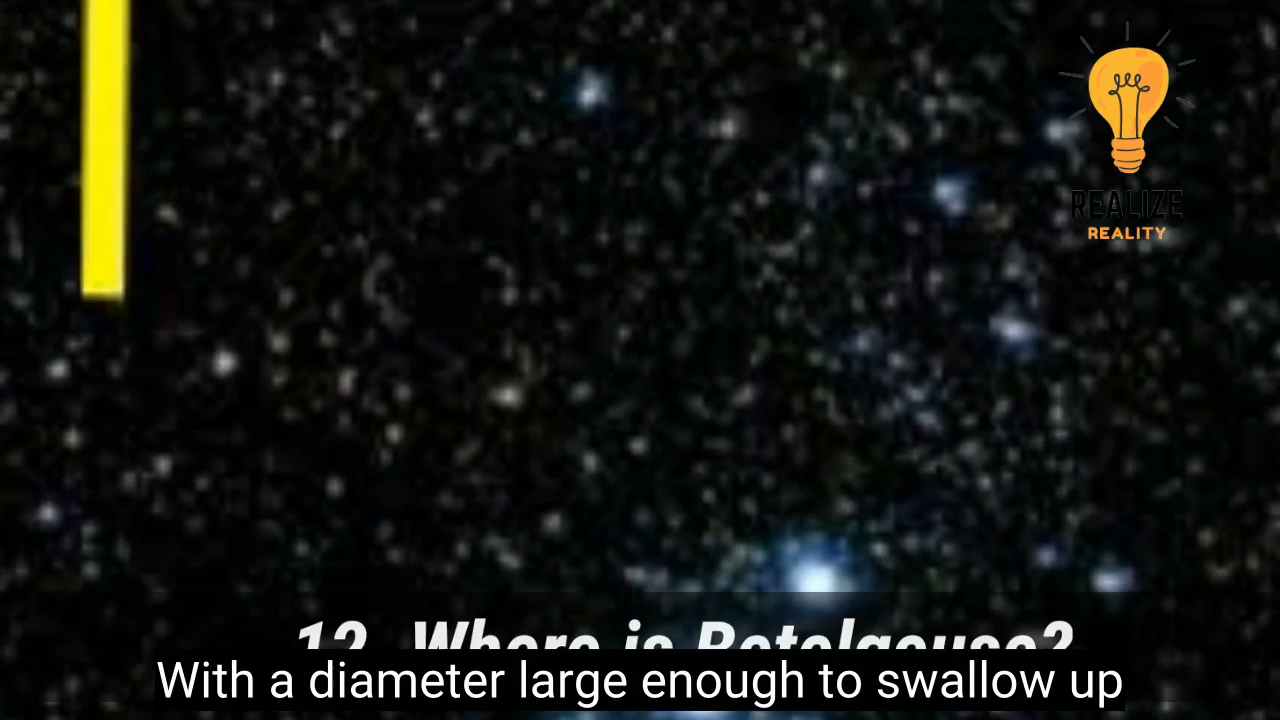 REALIZE
REALITY
12. Where is Betelgeuse?
With a diameter large enough to swallow up